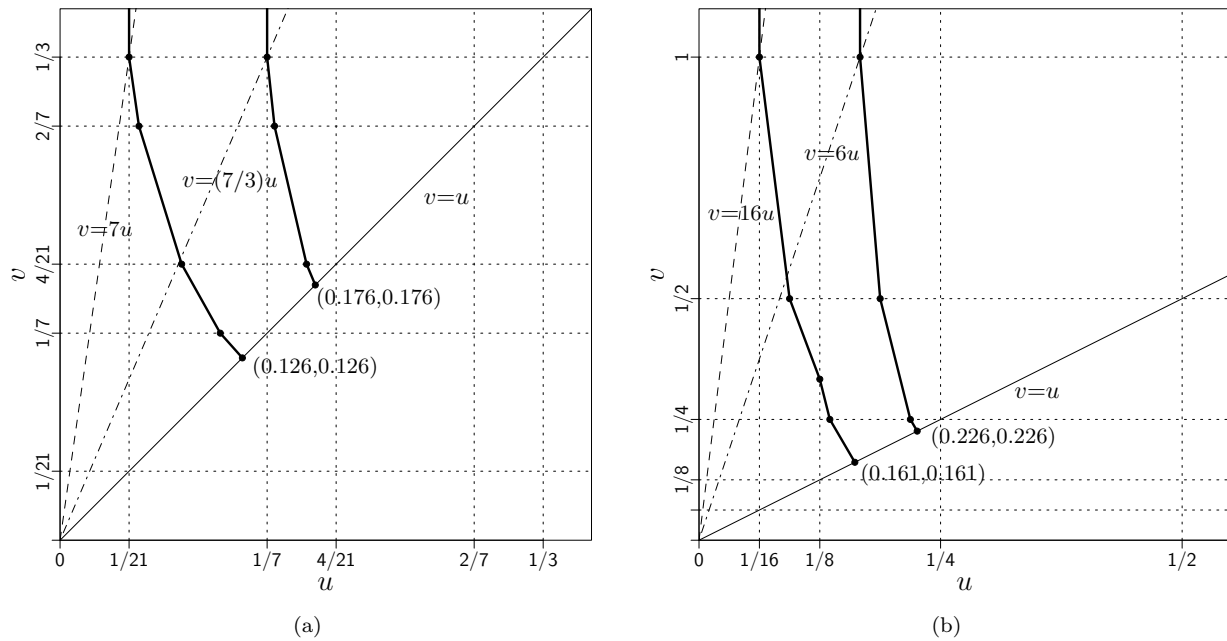 1/3
2/7
4/21
1/7
1/21
v
v=7u
v=(7/3)u
v=u
(0.176,0.176)
(0.126,0.126)
0
1/21
1/7
4/21
2/7
1/3
u
(a)
1
1/2
1/4
1/8
v
v=16u
v=6u
v=u
(0.226,0.226)
(0.161,0.161)
0
1/16
1/8
1/4
1/2
u
(b)